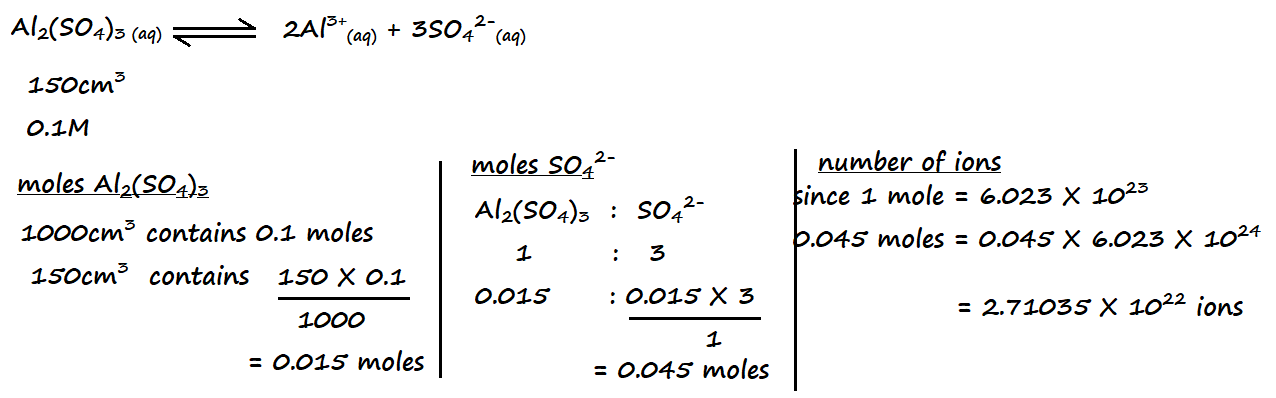 Al₂(SO₄)₃ (aq) ⇌ 2Al³⁺(aq) + 3SO₄²⁻(aq)
150cm³
0.1M
moles Al₂(SO₄)₃
1000cm³ contains 0.1 moles
150cm³ contains 150 X 0.1
1000
= 0.015 moles
moles SO₄²⁻
Al₂(SO₄)₃ : SO₄²⁻
1 : 3
0.015 : 0.015 X 3
1
= 0.045 moles
number of ions
since 1 mole = 6.023 X 10²³
0.045 moles = 0.045 X 6.023 X 10²⁴
= 2.71035 X 10²² ions